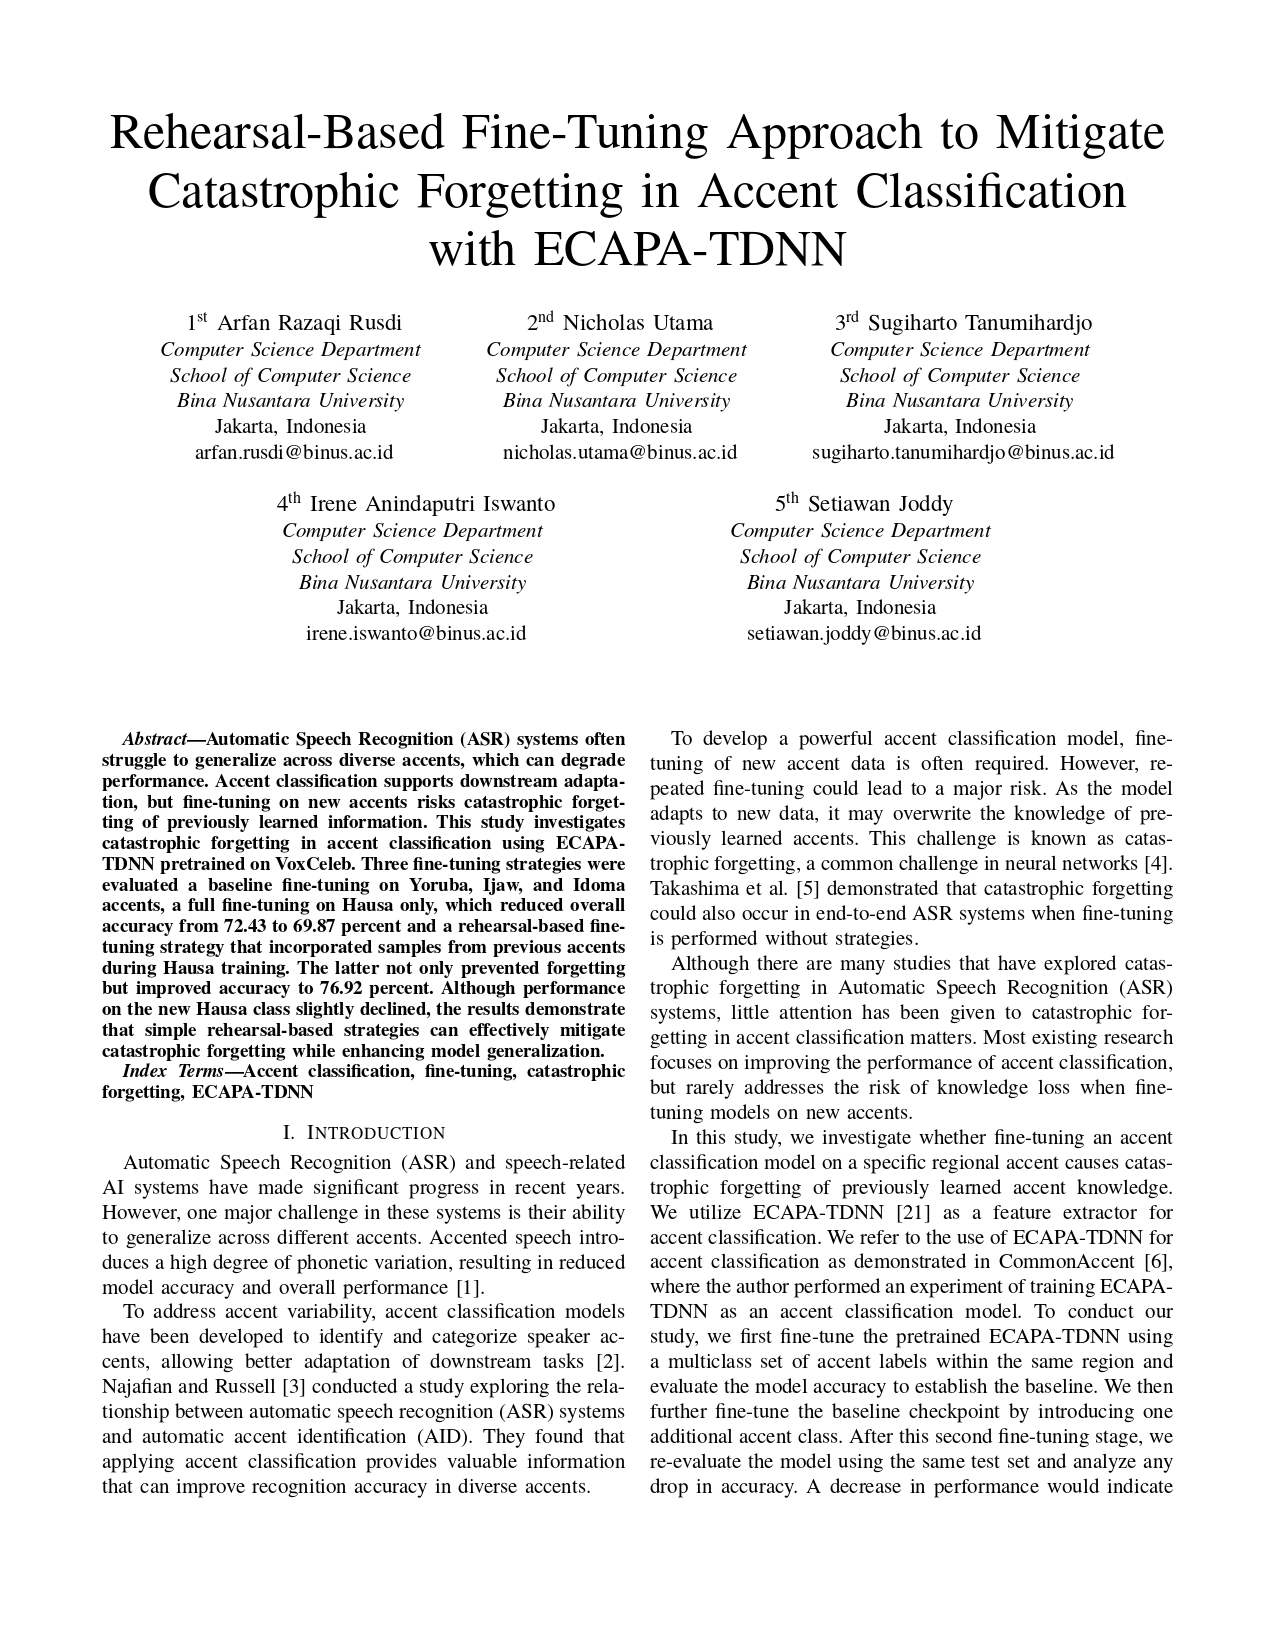 Rehearsal-Based Fine-Tuning Approach to Mitigate
Catastrophic Forgetting in Accent Classification
with ECAPA-TDNN
1st Arfan Razaqi Rusdi
Computer Science Department
School of Computer Science
Bina Nusantara University
Jakarta, Indonesia
arfan.rusdi@binus.ac.id
2nd Nicholas Utama
Computer Science Department
School of Computer Science
Bina Nusantara University
Jakarta, Indonesia
nicholas.utama@binus.ac.id
3rd Sugiharto Tanumihardjo
Computer Science Department
School of Computer Science
Bina Nusantara University
Jakarta, Indonesia
sugiharto.tanumihardjo@binus.ac.id
4th Irene Anindaputri Iswanto
Computer Science Department
School of Computer Science
Bina Nusantara University
Jakarta, Indonesia
irene.iswanto@binus.ac.id
5th Setiawan Joddy
Computer Science Department
School of Computer Science
Bina Nusantara University
Jakarta, Indonesia
setiawan.joddy@binus.ac.id
Abstract—Automatic Speech Recognition (ASR) systems often
struggle to generalize across diverse accents, which can degrade
performance. Accent classification supports downstream adapta-
tion, but fine-tuning on new accents risks catastrophic forget-
ting of previously learned information. This study investigates
catastrophic forgetting in accent classification using ECAPA-
TDNN pretrained on VoxCeleb. Three fine-tuning strategies were
evaluated a baseline fine-tuning on Yoruba, Ijaw, and Idoma
accents, a full fine-tuning on Hausa only, which reduced overall
accuracy from 72.43 to 69.87 percent and a rehearsal-based fine-
tuning strategy that incorporated samples from previous accents
during Hausa training. The latter not only prevented forgetting
but improved accuracy to 76.92 percent. Although performance
on the new Hausa class slightly declined, the results demonstrate
that simple rehearsal-based strategies can effectively mitigate
catastrophic forgetting while enhancing model generalization.
Index Terms—Accent classification, fine-tuning, catastrophic
forgetting, ECAPA-TDNN
I. INTRODUCTION
Automatic Speech Recognition (ASR) and speech-related
AI systems have made significant progress in recent years.
However, one major challenge in these systems is their ability
to generalize across different accents. Accented speech intro-
duces a high degree of phonetic variation, resulting in reduced
model accuracy and overall performance [1].
To address accent variability, accent classification models
have been developed to identify and categorize speaker ac-
cents, allowing better adaptation of downstream tasks [2].
Najafian and Russell [3] conducted a study exploring the rela-
tionship between automatic speech recognition (ASR) systems
and automatic accent identification (AID). They found that
applying accent classification provides valuable information
that can improve recognition accuracy in diverse accents.
To develop a powerful accent classification model, fine-
tuning of new accent data is often required. However, re-
peated fine-tuning could lead to a major risk. As the model
adapts to new data, it may overwrite the knowledge of pre-
viously learned accents. This challenge is known as catas-
trophic forgetting, a common challenge in neural networks [4].
Takashima et al. [5] demonstrated that catastrophic forgetting
could also occur in end-to-end ASR systems when fine-tuning
is performed without strategies.
Although there are many studies that have explored catas-
trophic forgetting in Automatic Speech Recognition (ASR)
systems, little attention has been given to catastrophic for-
getting in accent classification matters. Most existing research
focuses on improving the performance of accent classification,
but rarely addresses the risk of knowledge loss when fine-
tuning models on new accents.
In this study, we investigate whether fine-tuning an accent
classification model on a specific regional accent causes catas-
trophic forgetting of previously learned accent knowledge.
We utilize ECAPA-TDNN [21] as a feature extractor for
accent classification. We refer to the use of ECAPA-TDNN for
accent classification as demonstrated in CommonAccent [6],
where the author performed an experiment of training ECAPA-
TDNN as an accent classification model. To conduct our
study, we first fine-tune the pretrained ECAPA-TDNN using
a multiclass set of accent labels within the same region and
evaluate the model accuracy to establish the baseline. We then
further fine-tune the baseline checkpoint by introducing one
additional accent class. After this second fine-tuning stage, we
re-evaluate the model using the same test set and analyze any
drop in accuracy. A decrease in performance would indicate